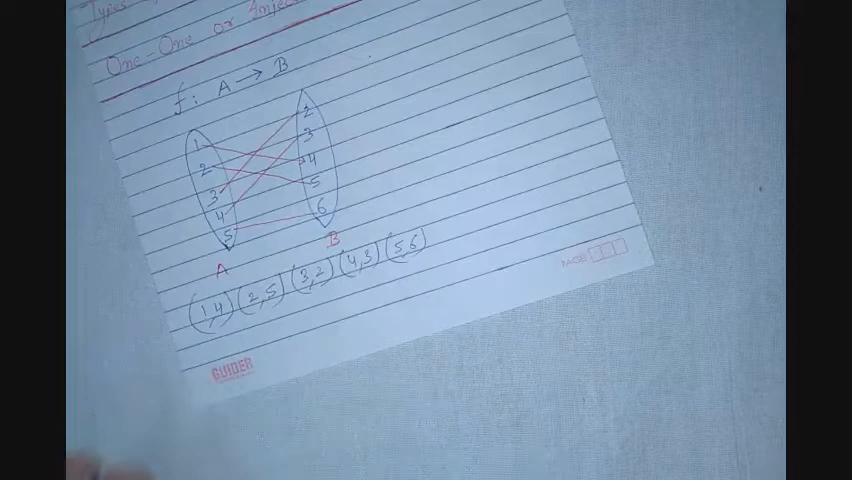 Types
One-One or Injec
f: A → B
1
2
3
4
5
2
3
4
5
6
A
B
(1,4) (2,5) (3,2) (4,3) (5,6)
PAGE
GUIDER